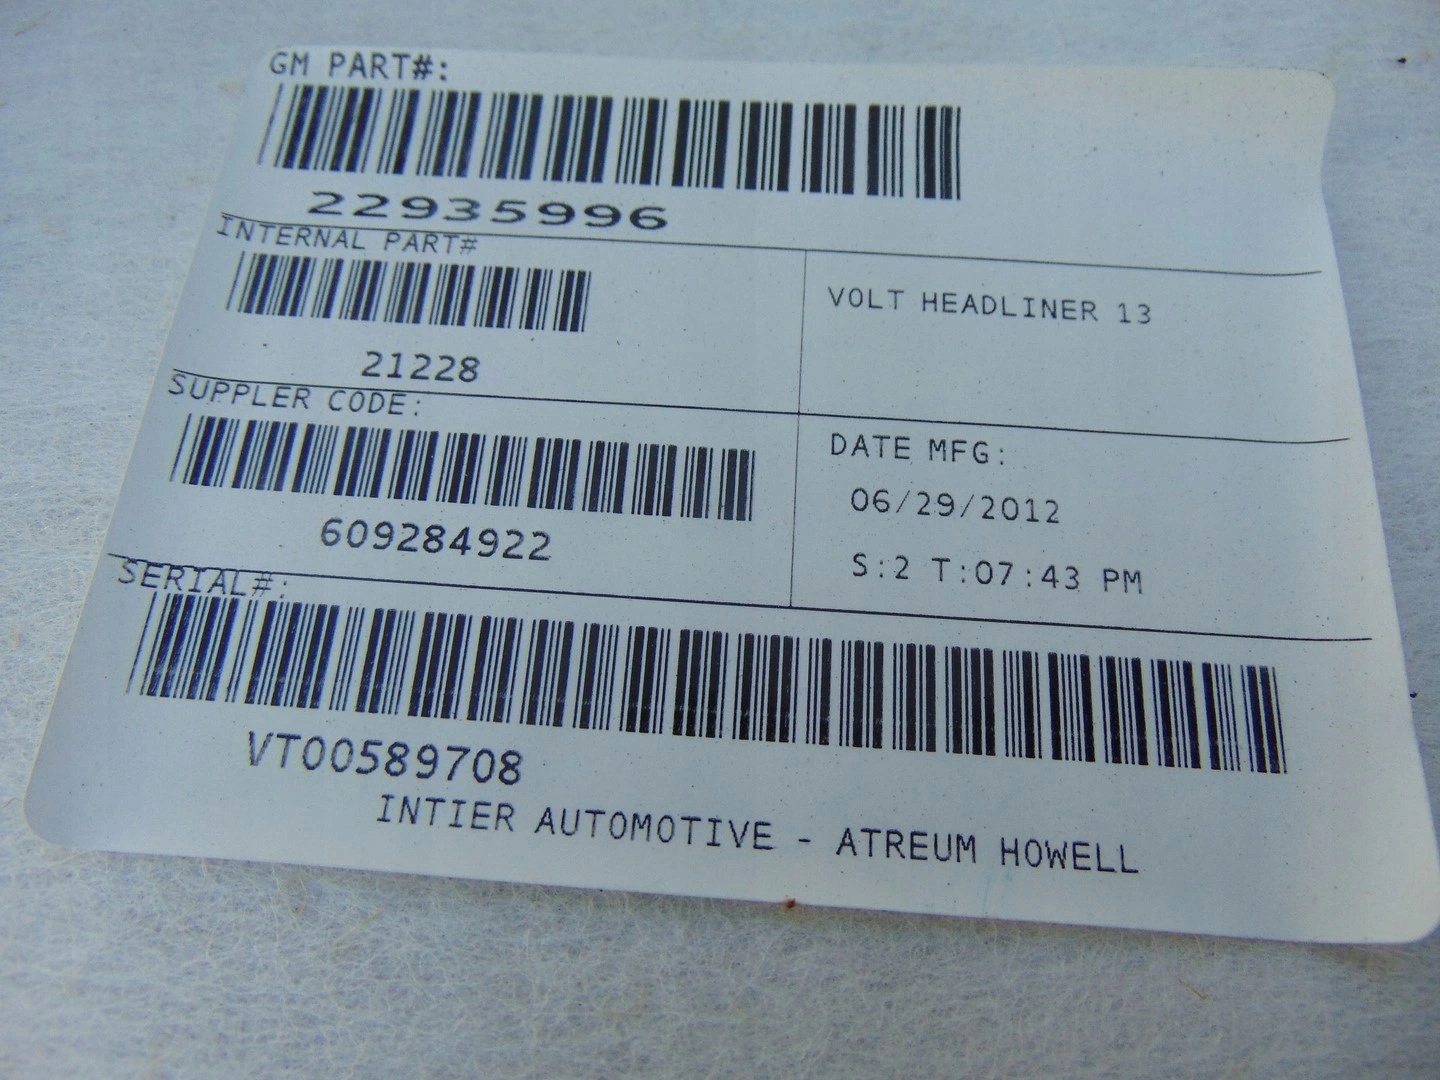 GM PART#:
22935996
INTERNAL PART#
21228
VOLT HEADLINER 13
SUPPLER CODE:
609284922
DATE MFG:
06/29/2012
S:2 T:07:43 PM
SERIAL#:
VT00589708
INTIER AUTOMOTIVE - ATREUM HOWELL